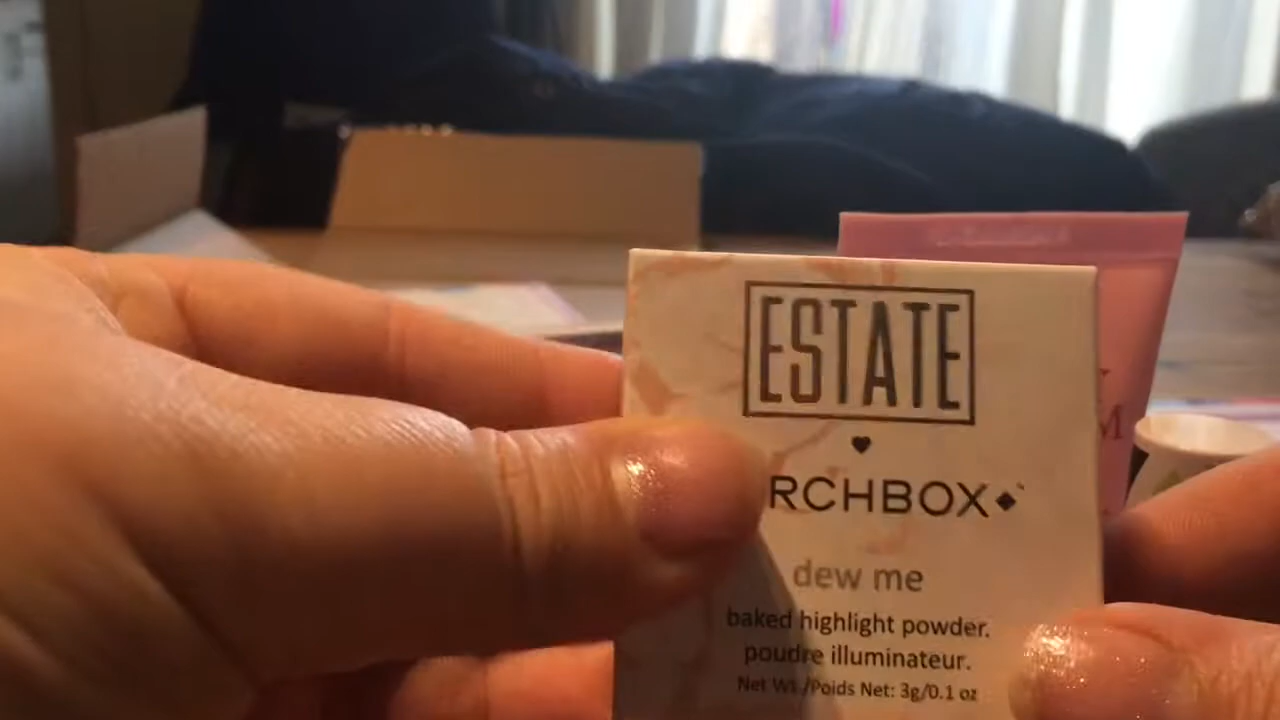 ESTATE
RCHBOX
dew me
baked highlight powder.
poudre illuminateur.
Net Wt./Poids Net: 3g/0.1 oz
M